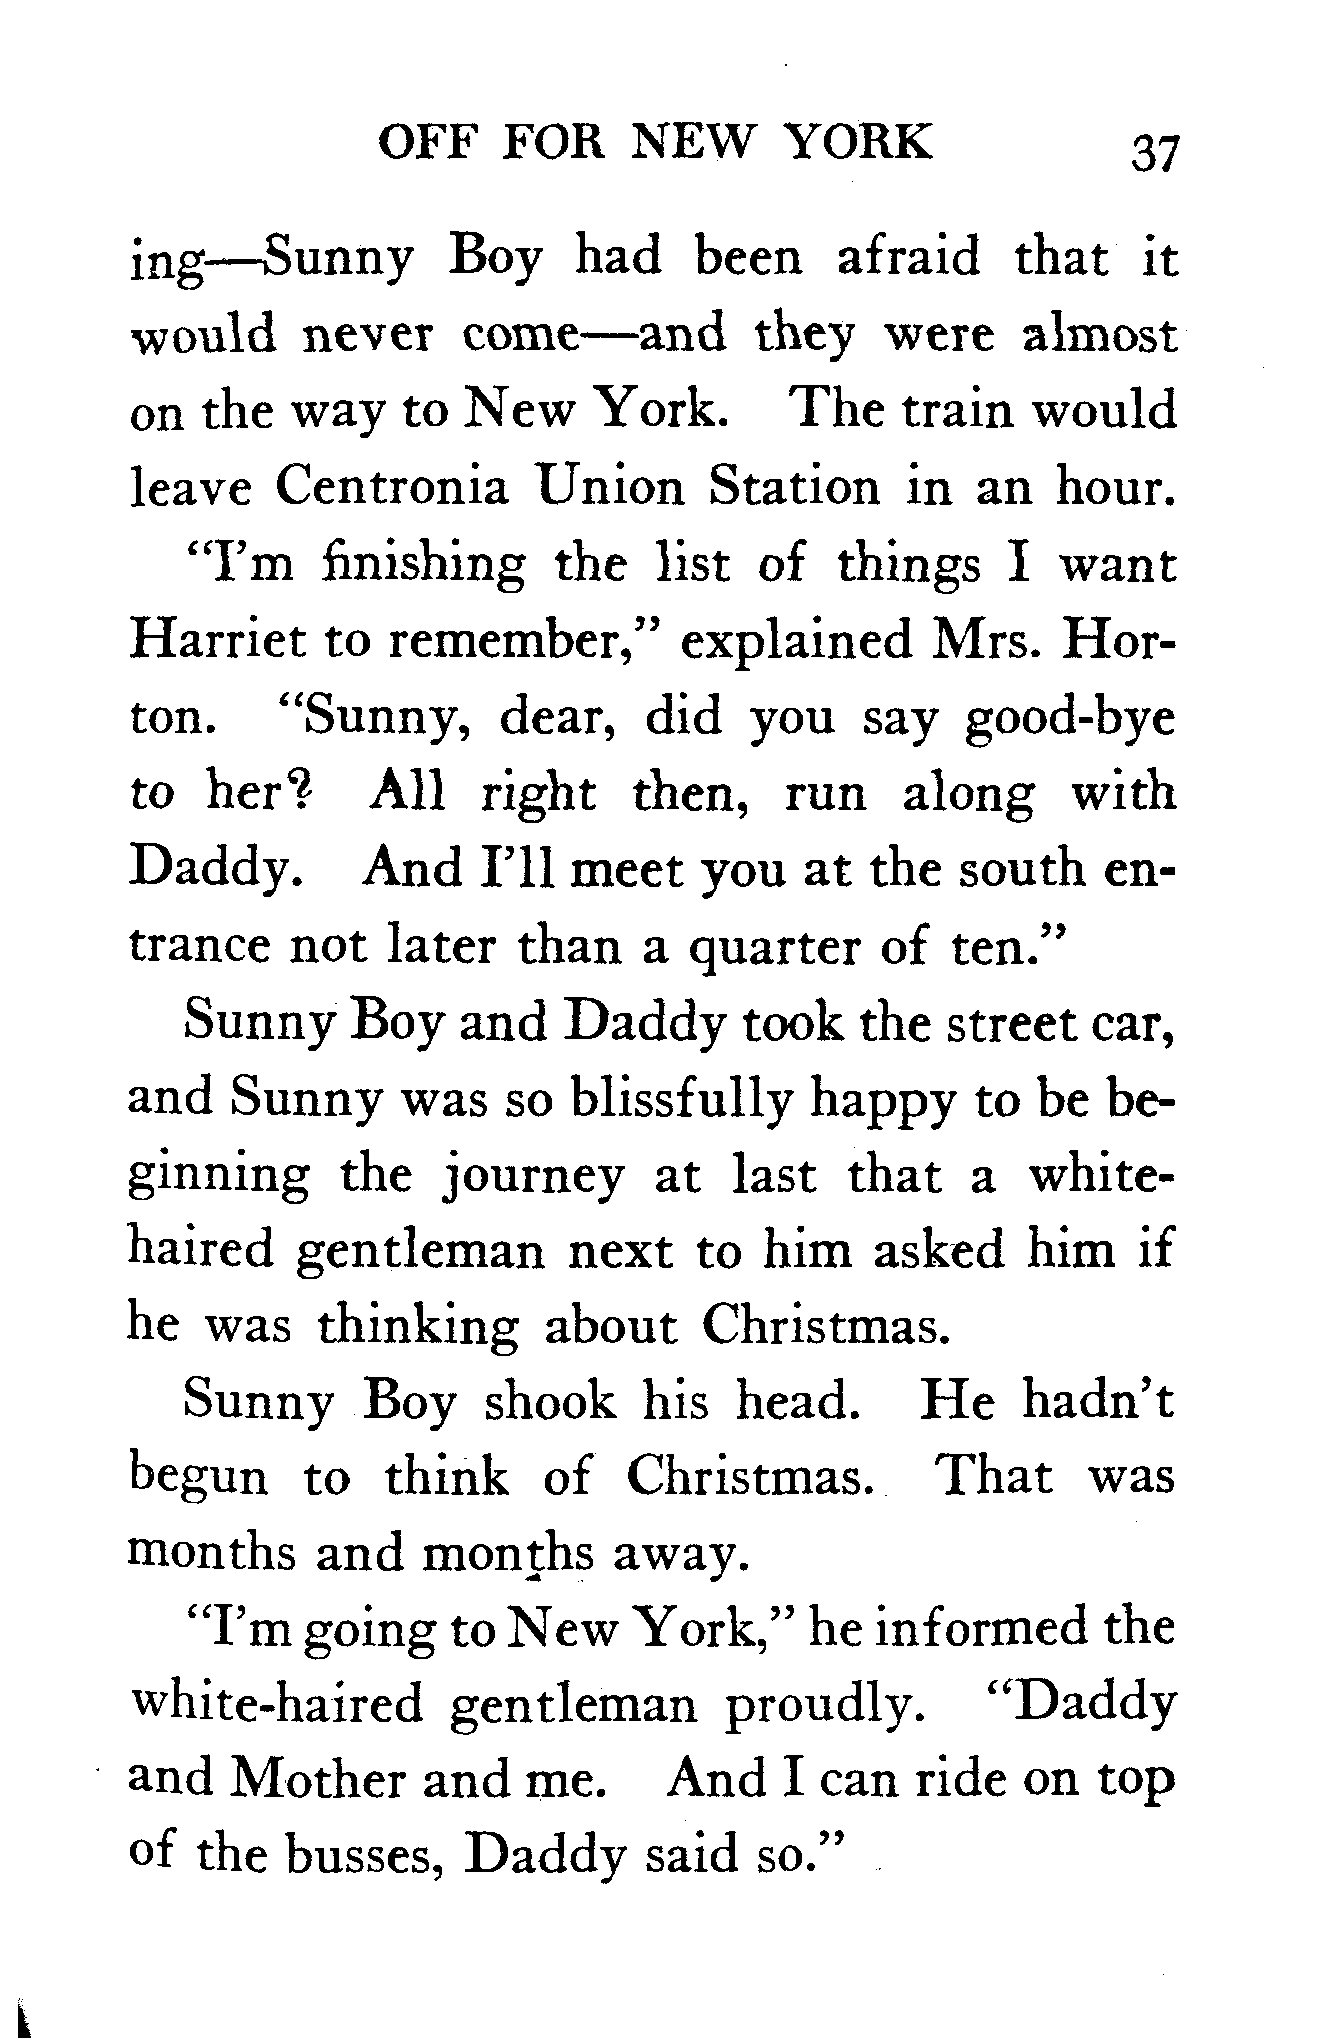 OFF FOR NEW YORK 37
ing—Sunny Boy had been afraid that it
would never come—and they were almost
on the way to New York. The train would
leave Centronia Union Station in an hour.
“I’m finishing the list of things I want
Harriet to remember,” explained Mrs. Hor-
ton. “Sunny, dear, did you say good-bye
to her? All right then, run along with
Daddy. And I’ll meet you at the south en-
trance not later than a quarter of ten.”
Sunny Boy and Daddy took the street car,
and Sunny was so blissfully happy to be be-
ginning the journey at last that a white-
haired gentleman next to him asked him if
he was thinking about Christmas.
Sunny Boy shook his head. He hadn’t
begun to think of Christmas. That was
months and months away.
“I’m going to New York,” he informed the
white-haired gentleman proudly. “Daddy
and Mother and me. And I can ride on top
of the busses, Daddy said so.”